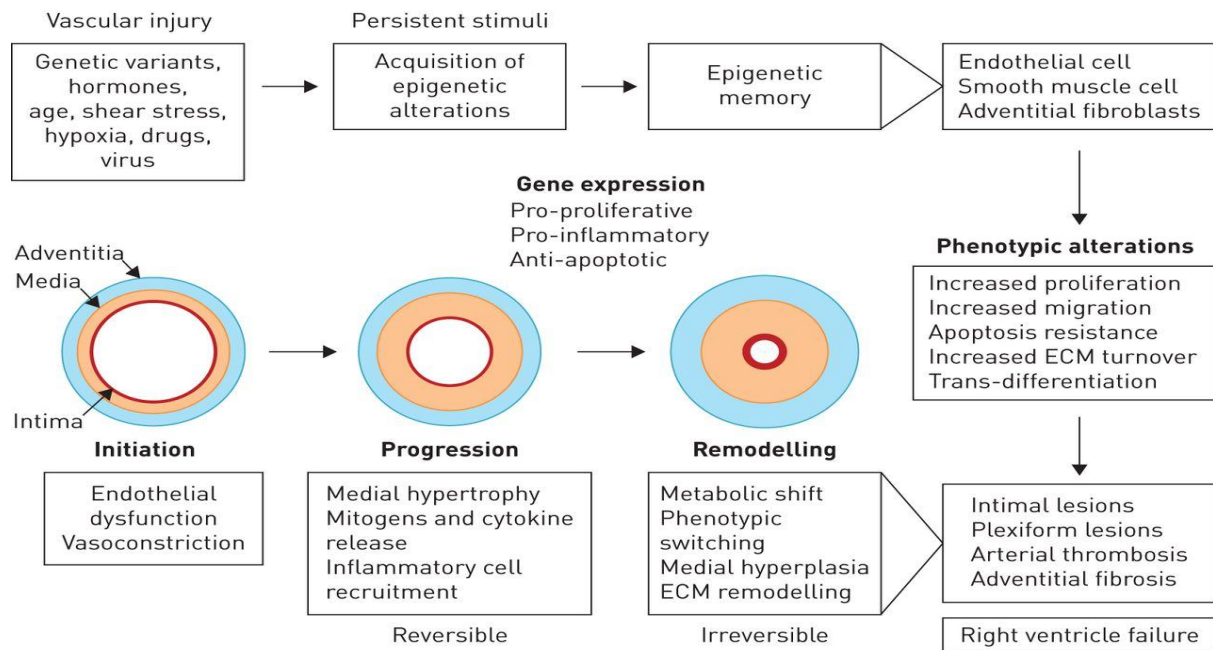 Vascular injury
Genetic variants,
hormones,
age, shear stress,
hypoxia, drugs,
virus
Persistent stimuli
Acquisition of
epigenetic
alterations
Epigenetic
memory
Endothelial cell
Smooth muscle cell
Adventitial fibroblasts
Gene expression
Pro-proliferative
Pro-inflammatory
Anti-apoptotic
Phenotypic alterations
Increased proliferation
Increased migration
Apoptosis resistance
Increased ECM turnover
Trans-differentiation
Adventitia
Media
Intima
Initiation
Endothelial
dysfunction
Vasoconstriction
Progression
Medial hypertrophy
Mitogens and cytokine
release
Inflammatory cell
recruitment
Reversible
Remodelling
Metabolic shift
Phenotypic
switching
Medial hyperplasia
ECM remodelling
Irreversible
Intimal lesions
Plexiform lesions
Arterial thrombosis
Adventitial fibrosis
Right ventricle failure